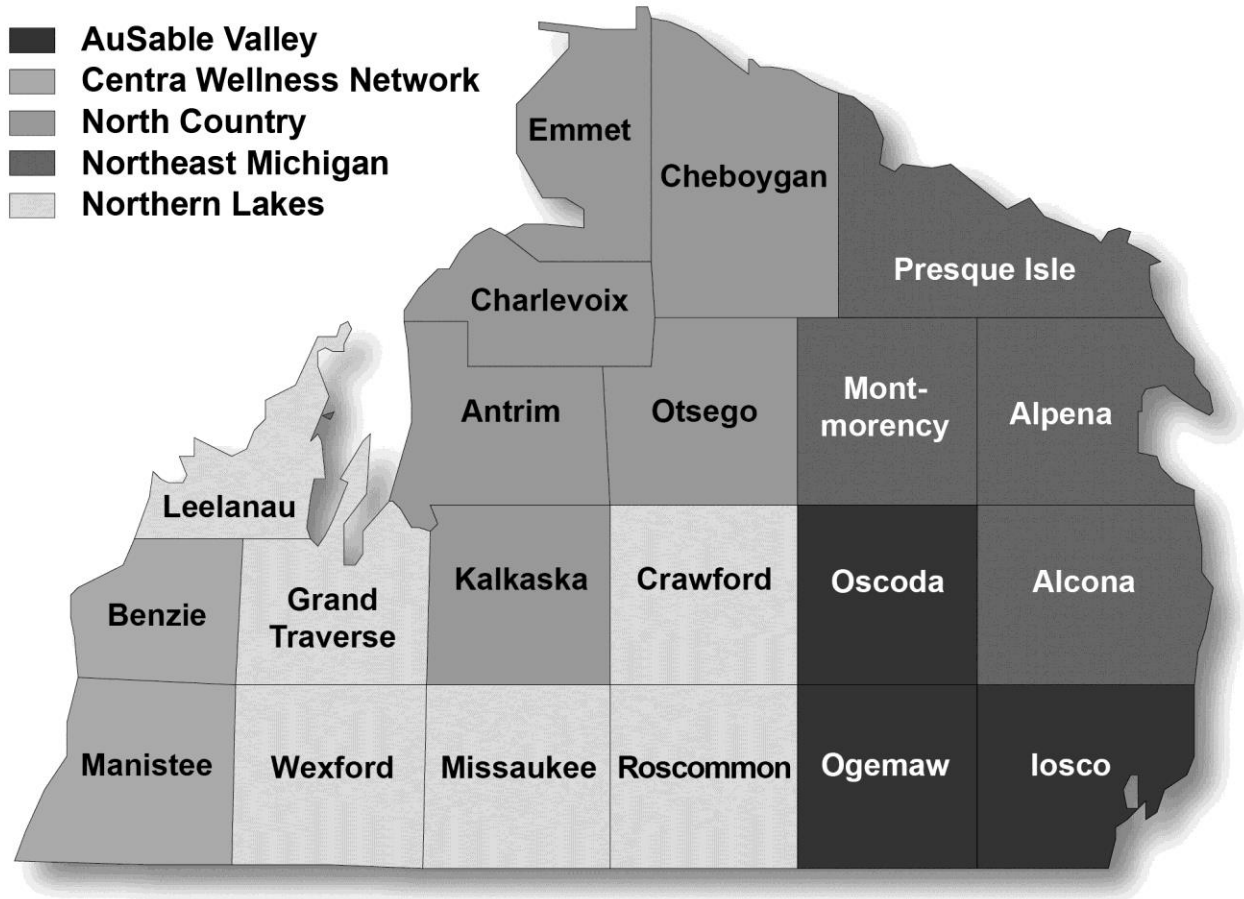 AuSable Valley
Centra Wellness Network
North Country
Northeast Michigan
Northern Lakes
Emmet
Cheboygan
Presque Isle
Charlevoix
Antrim
Otsego
Mont-
morency
Alpena
Leelanau
Benzie
Grand
Traverse
Kalkaska
Crawford
Oscoda
Alcona
Manistee
Wexford
Missaukee
Roscommon
Ogemaw
Iosco